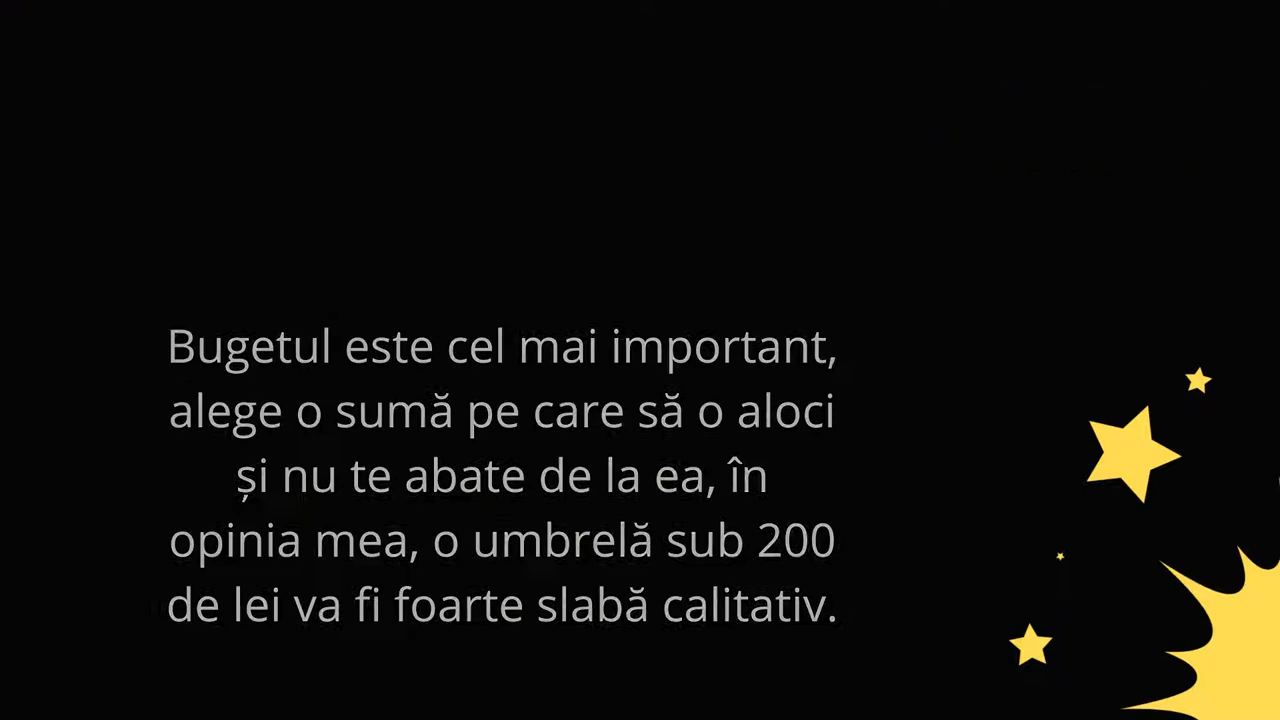 Bugetul este cel mai important,
alege o sumă pe care să o aloci
și nu te abate de la ea, în
opinia mea, o umbrelă sub 200
de lei va fi foarte slabă calitativ.